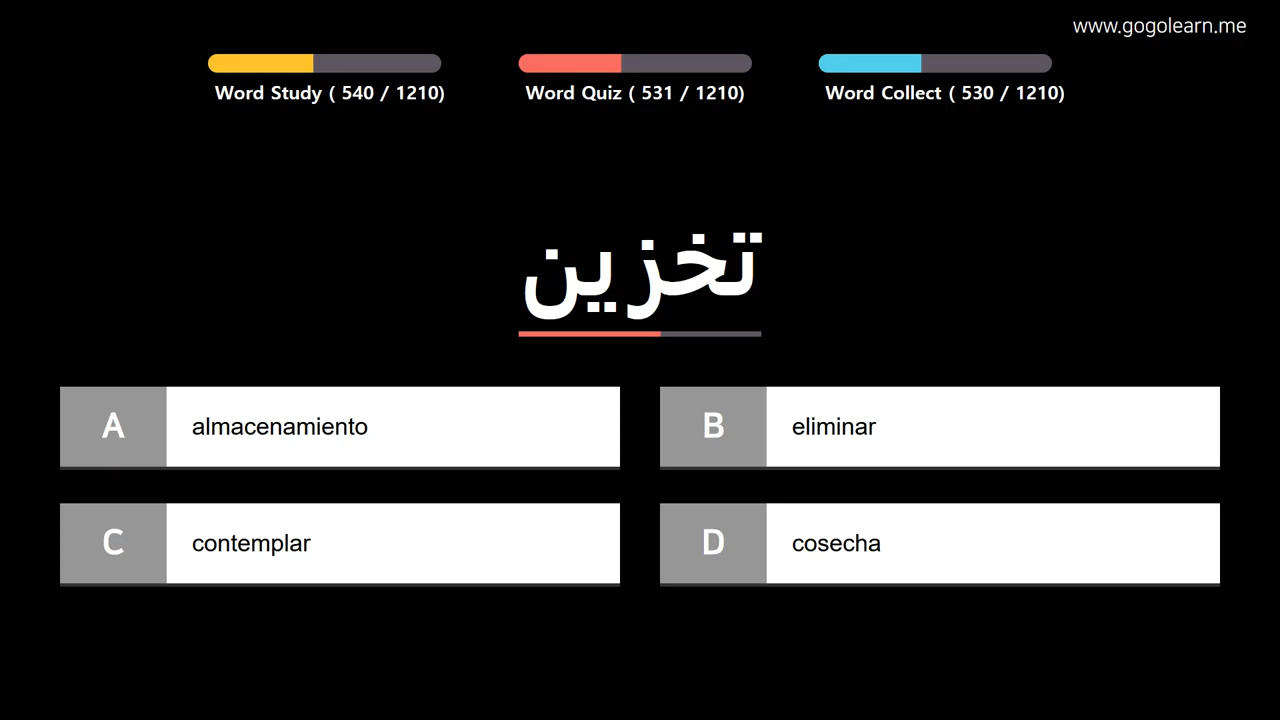 www.gogolearn.me
Word Study ( 540 / 1210)
Word Quiz ( 531 / 1210)
Word Collect ( 530 / 1210)
تخزين
A almacenamiento
B eliminar
C contemplar
D cosecha